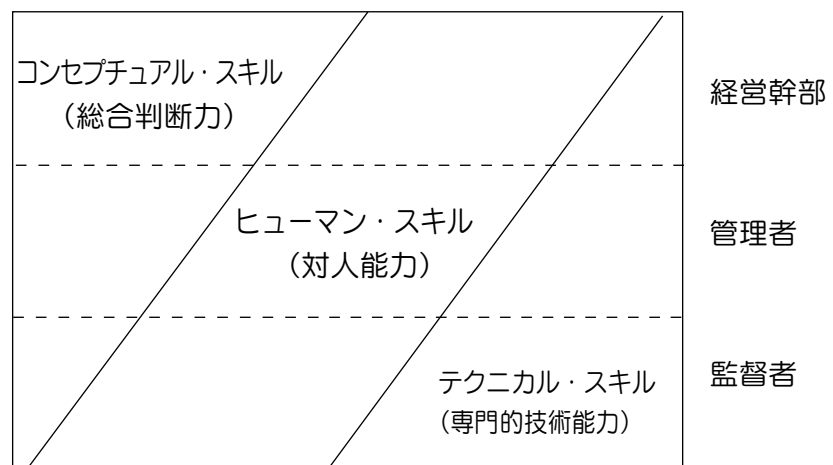 コンセプチュアル・スキル
（総合判断力）
経営幹部
ヒューマン・スキル
（対人能力）
管理者
テクニカル・スキル
（専門的技術能力）
監督者